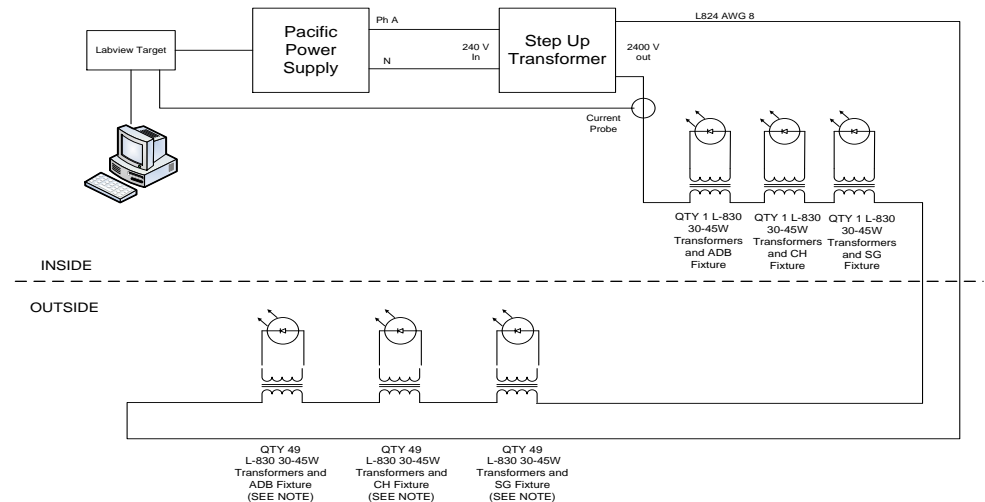 Labview Target
Pacific
Power
Supply
Ph A
N
240 V
In
Step Up
Transformer
2400 V
out
L824 AWG 8
Current
Probe
QTY 1 L-830
30-45W
Transformers
and ADB
Fixture
QTY 1 L-830
30-45W
Transformers
and CH
Fixture
QTY 1 L-830
30-45W
Transformers
and SG
Fixture
INSIDE
OUTSIDE
QTY 49
L-830 30-45W
Transformers and
ADB Fixture
(SEE NOTE)
QTY 49
L-830 30-45W
Transformers and
CH Fixture
(SEE NOTE)
QTY 49
L-830 30-45W
Transformers and
SG Fixture
(SEE NOTE)